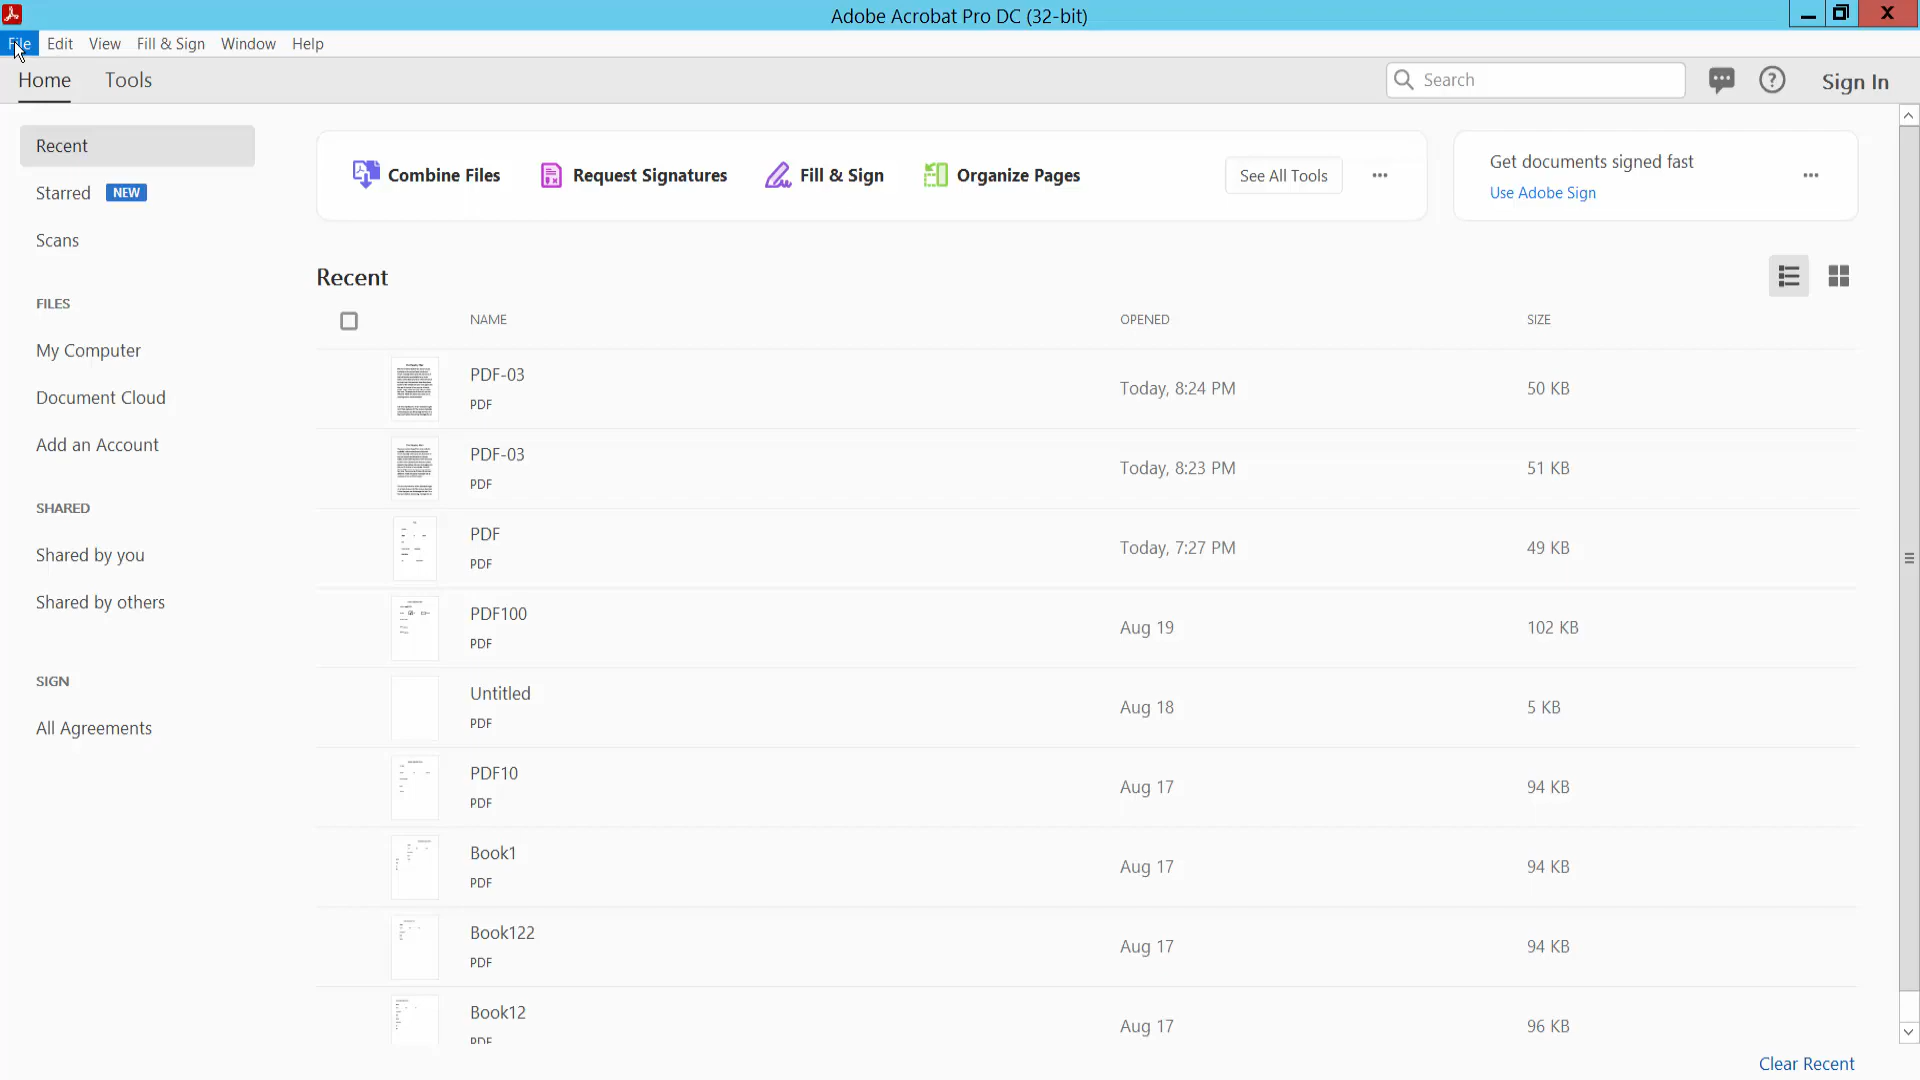 Adobe Acrobat Pro DC (32-bit)
File Edit View Fill & Sign Window Help
Home Tools
Search
Sign In
Recent
Starred NEW
Scans
FILES
My Computer
Document Cloud
Add an Account
SHARED
Shared by you
Shared by others
SIGN
All Agreements
Combine Files Request Signatures Fill & Sign Organize Pages See All Tools
Get documents signed fast
Use Adobe Sign
Recent
NAME OPENED SIZE
PDF-03
PDF
Today, 8:24 PM 50 KB
PDF-03
PDF
Today, 8:23 PM 51 KB
PDF
PDF
Today, 7:27 PM 49 KB
PDF100
PDF
Aug 19 102 KB
Untitled
PDF
Aug 18 5 KB
PDF10
PDF
Aug 17 94 KB
Book1
PDF
Aug 17 94 KB
Book122
PDF
Aug 17 94 KB
Book12
PDF
Aug 17 96 KB
Clear Recent